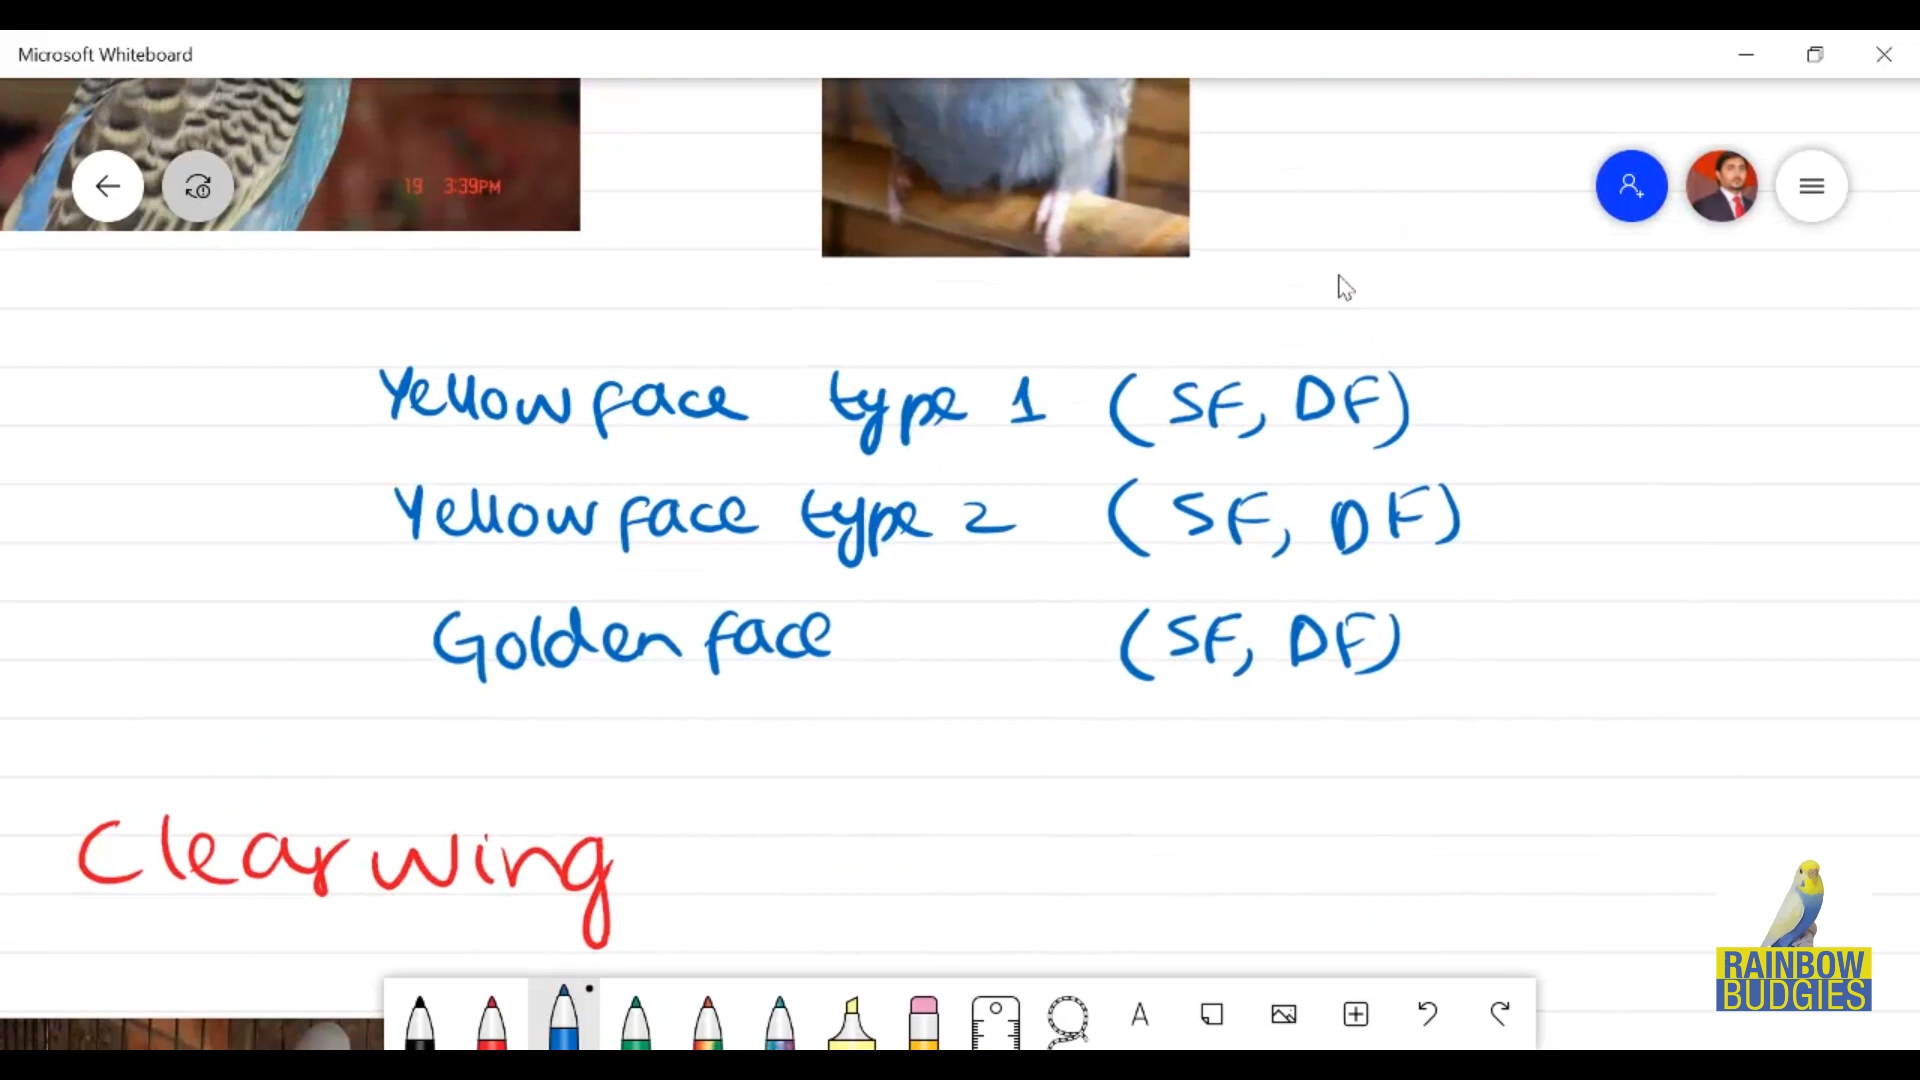 Microsoft Whiteboard
19 3:39PM
Yellow face type 1 (SF, DF)
Yellow face type 2 (SF, DF)
Golden face (SF, DF)
Clearwing
RAINBOW
BUDGIES